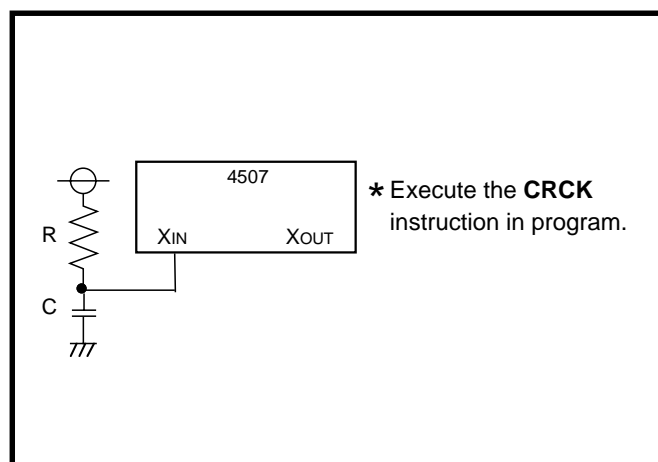 4507
* Execute the CRCK
instruction in program.
R
XIN
XOUT
C